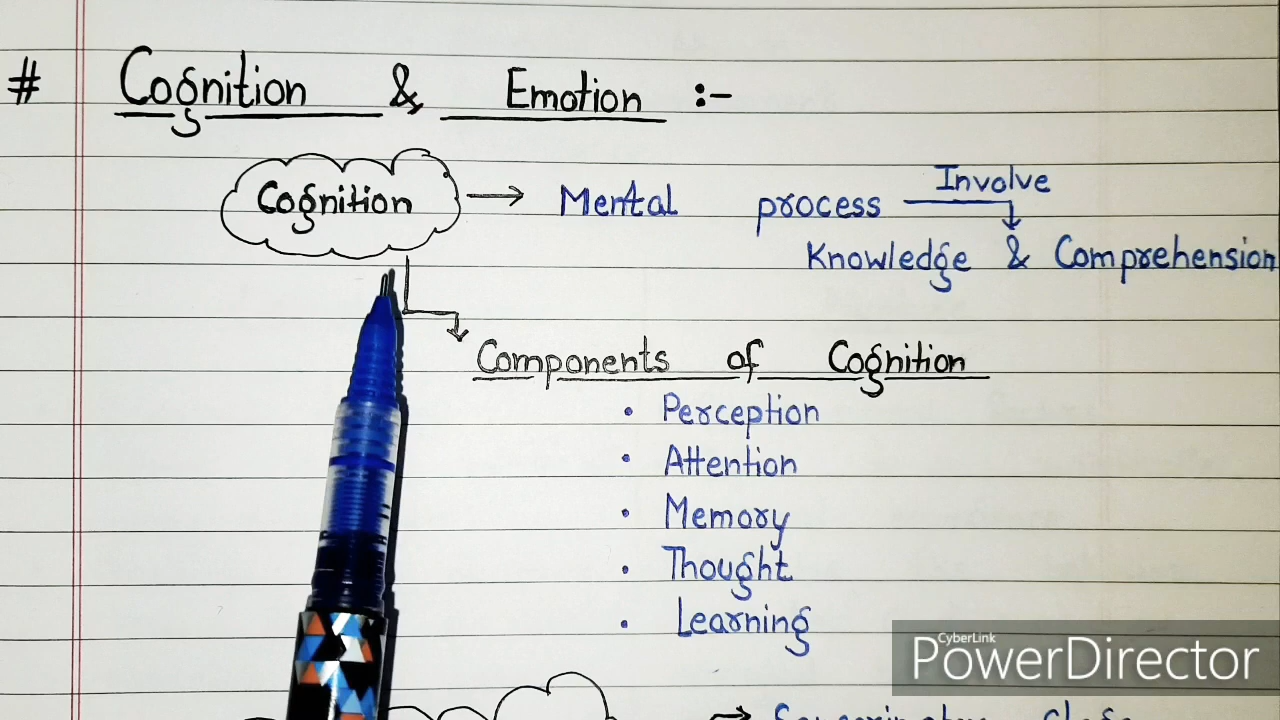 # Cognition & Emotion :-
Cognition → Mental process Involve
Knowledge & Comprehension
Components of Cognition
• Perception
• Attention
• Memory
• Thought
• Learning
CyberLink
PowerDirector